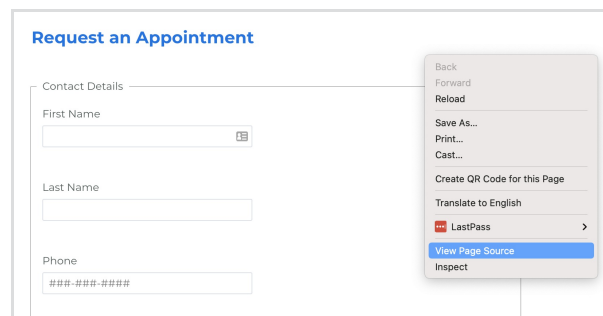 Request an Appointment
Contact Details
First Name
Last Name
Phone
###-###-####
Back
Forward
Reload
Save As...
Print...
Cast...
Create QR Code for this Page
Translate to English
LastPass
View Page Source
Inspect